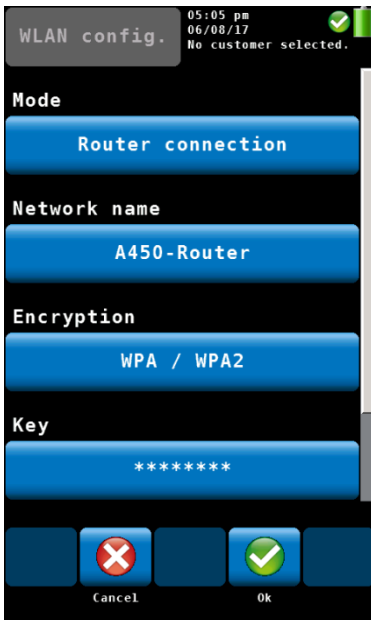 WLAN config.
05:05 pm
06/08/17
No customer selected.
Mode
Router connection
Network name
A450-Router
Encryption
WPA / WPA2
Key
********
Cancel
Ok